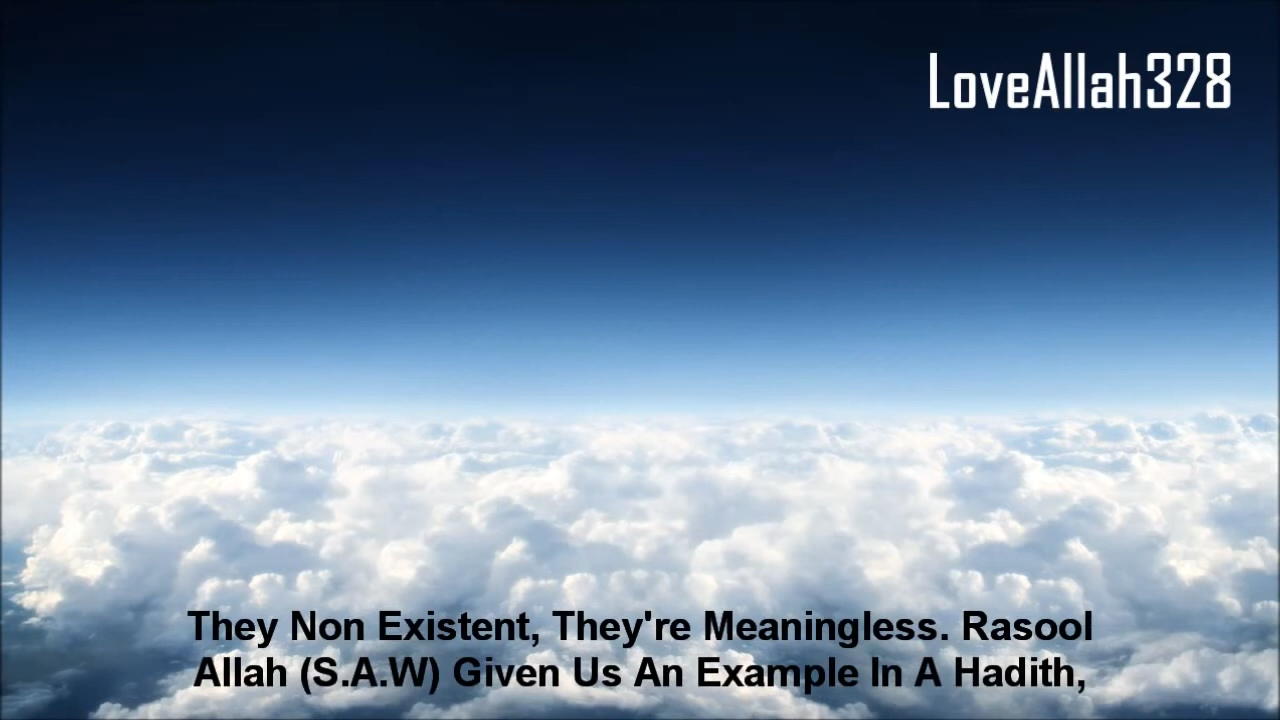 LoveAllah328
They Non Existent, They're Meaningless. Rasool
Allah (S.A.W) Given Us An Example In A Hadith,